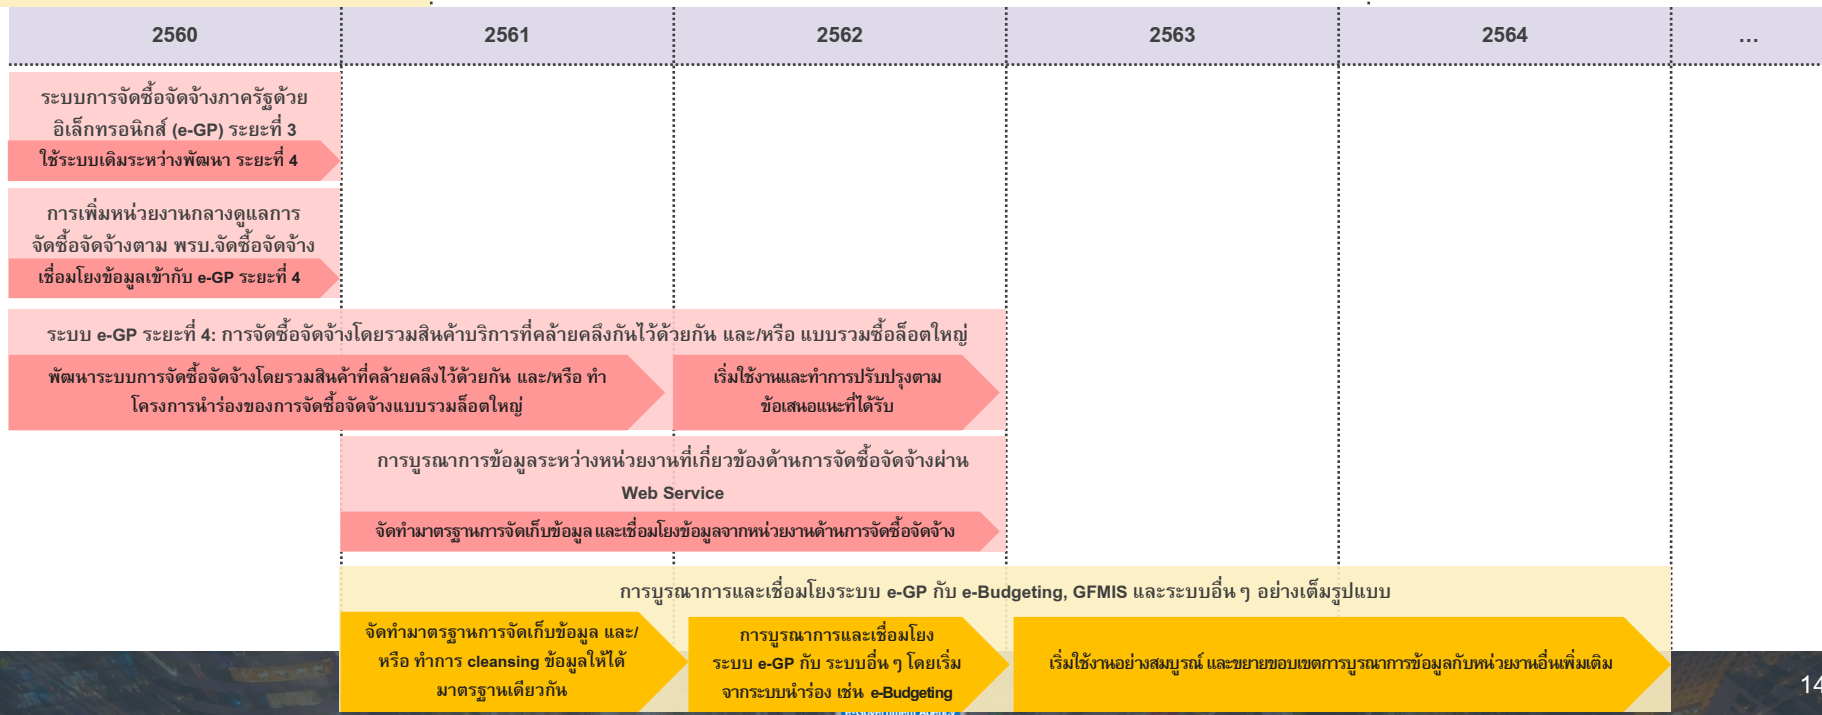 2560 2561 2562 2563 2564 ...
ระบบการจัดซื้อจัดจ้างภาครัฐด้วย
อิเล็กทรอนิกส์ (e-GP) ระยะที่ 3
ใช้ระบบเดิมระหว่างพัฒนา ระยะที่ 4
การเพิ่มหน่วยงานกลางดูแลการ
จัดซื้อจัดจ้างตาม พรบ.จัดซื้อจัดจ้าง
เชื่อมโยงข้อมูลเข้ากับ e-GP ระยะที่ 4
ระบบ e-GP ระยะที่ 4: การจัดซื้อจัดจ้างโดยรวมสินค้าบริการที่คล้ายคลึงกันไว้ด้วยกัน และ/หรือ แบบรวมซื้อล็อตใหญ่
พัฒนาระบบการจัดซื้อจัดจ้างโดยรวมสินค้าที่คล้ายคลึงไว้ด้วยกัน และ/หรือ ทำ
โครงการนำร่องของการจัดซื้อจัดจ้างแบบรวมล็อตใหญ่
เริ่มใช้งานและทำการปรับปรุงตาม
ข้อเสนอแนะที่ได้รับ
การบูรณาการข้อมูลระหว่างหน่วยงานที่เกี่ยวข้องด้านการจัดซื้อจัดจ้างผ่าน
Web Service
จัดทำมาตรฐานการจัดเก็บข้อมูล และเชื่อมโยงข้อมูลจากหน่วยงานด้านการจัดซื้อจัดจ้าง
การบูรณาการและเชื่อมโยงระบบ e-GP กับ e-Budgeting, GFMIS และระบบอื่น ๆ อย่างเต็มรูปแบบ
จัดทำมาตรฐานการจัดเก็บข้อมูล และ/
หรือ ทำการ cleansing ข้อมูลให้ได้
มาตรฐานเดียวกัน
การบูรณาการและเชื่อมโยง
ระบบ e-GP กับ ระบบอื่น ๆ โดยเริ่ม
จากระบบนำร่อง เช่น e-Budgeting
เริ่มใช้งานอย่างสมบูรณ์ และขยายขอบเขตการบูรณาการข้อมูลกับหน่วยงานอื่นเพิ่มเติม
14